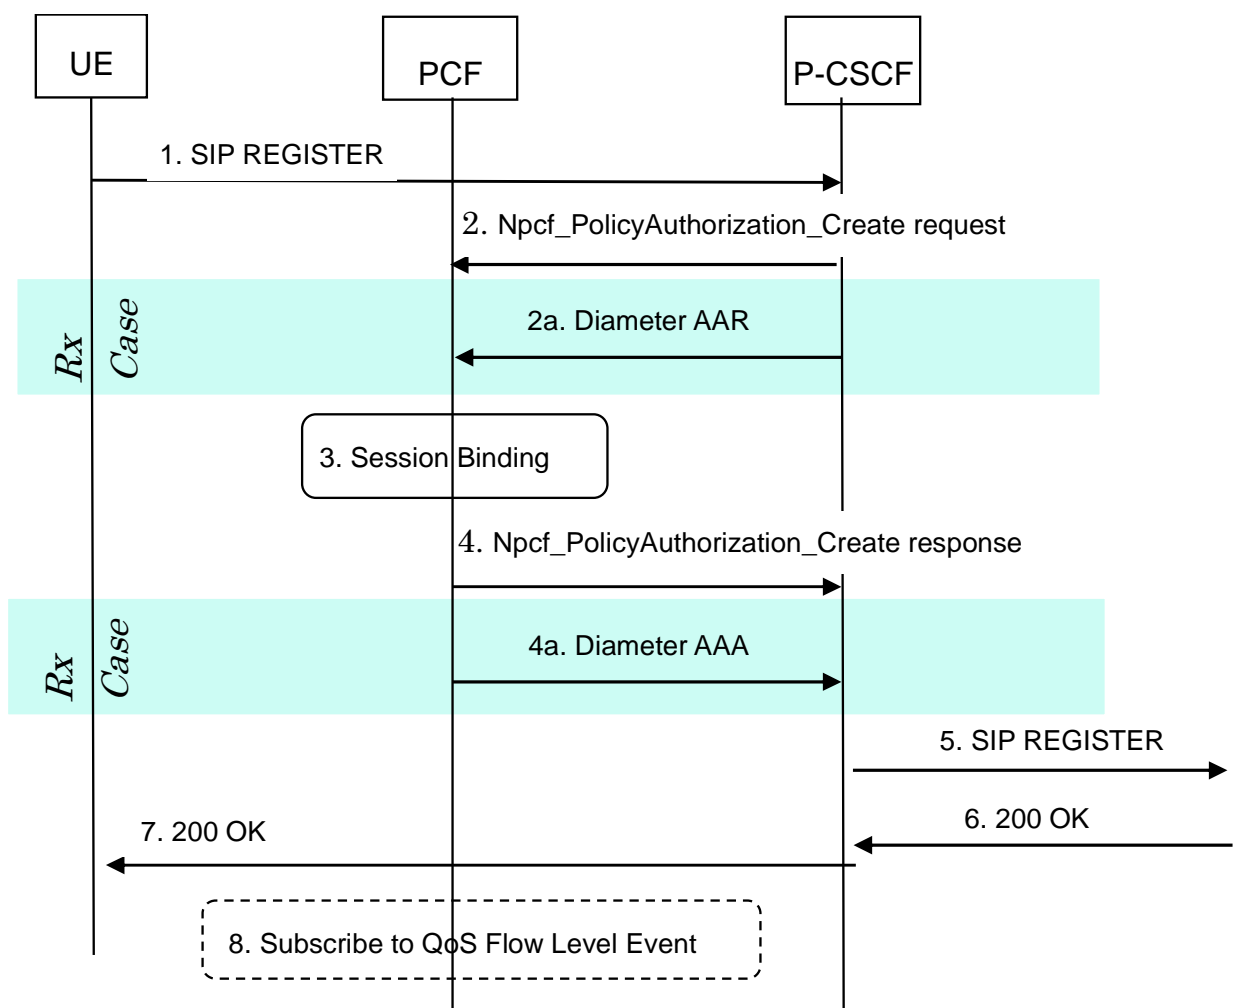 UE
PCF
P-CSCF
1. SIP REGISTER
2. Npcf_PolicyAuthorization_Create request
Rx
Case
2a. Diameter AAR
3. Session Binding
4. Npcf_PolicyAuthorization_Create response
Rx
Case
4a. Diameter AAA
5. SIP REGISTER
6. 200 OK
7. 200 OK
8. Subscribe to QoS Flow Level Event